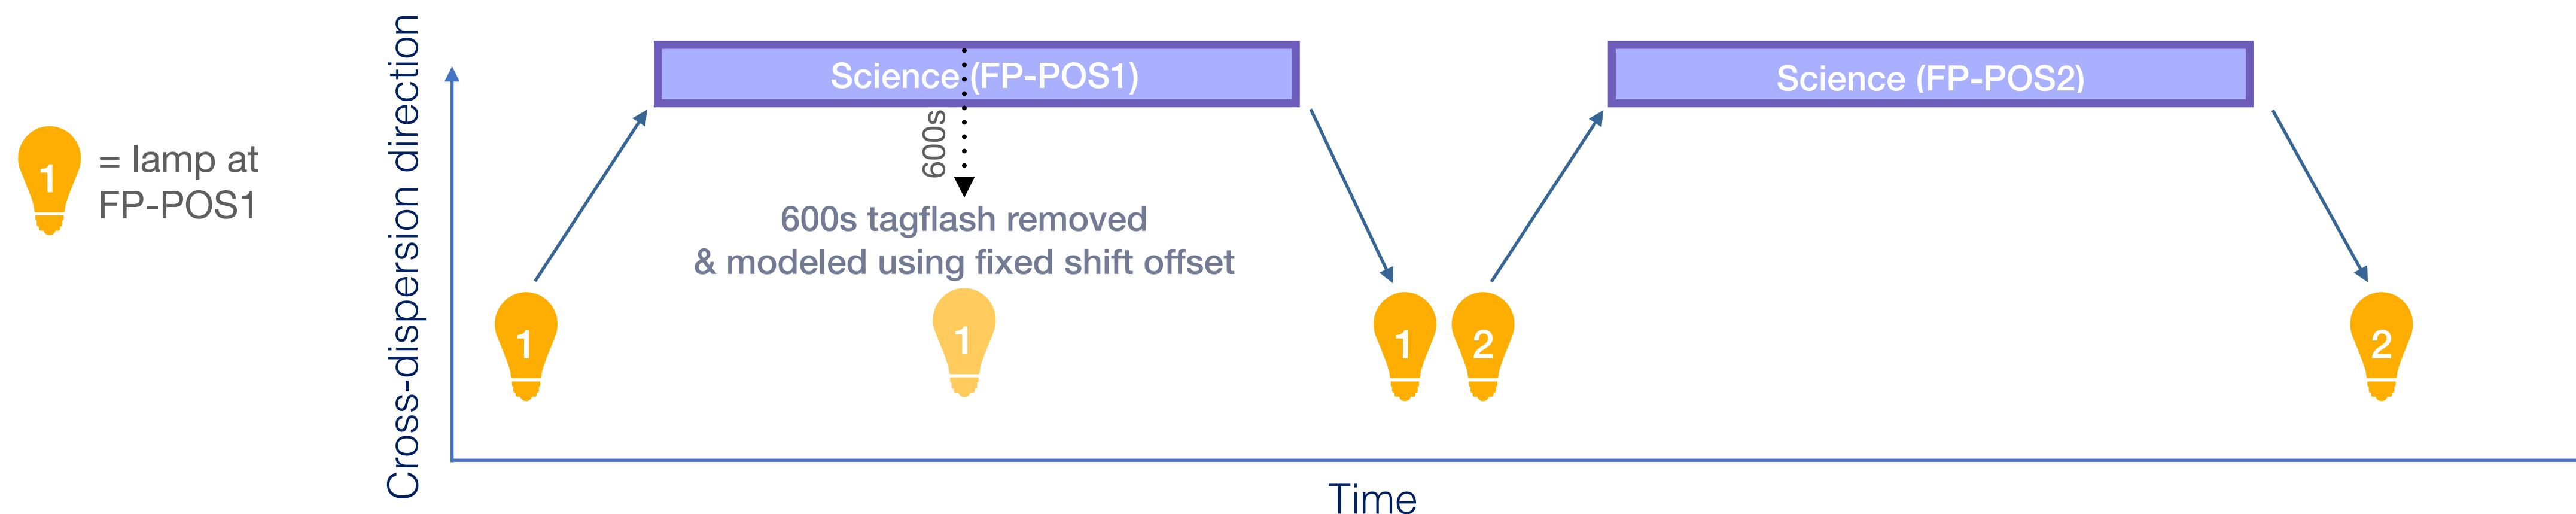 1
= lamp at
FP-POS1
Cross-dispersion direction
Science (FP-POS1)
Science (FP-POS2)
600s
600s tagflash removed
& modeled using fixed shift offset
1
1
1
2
2
Time